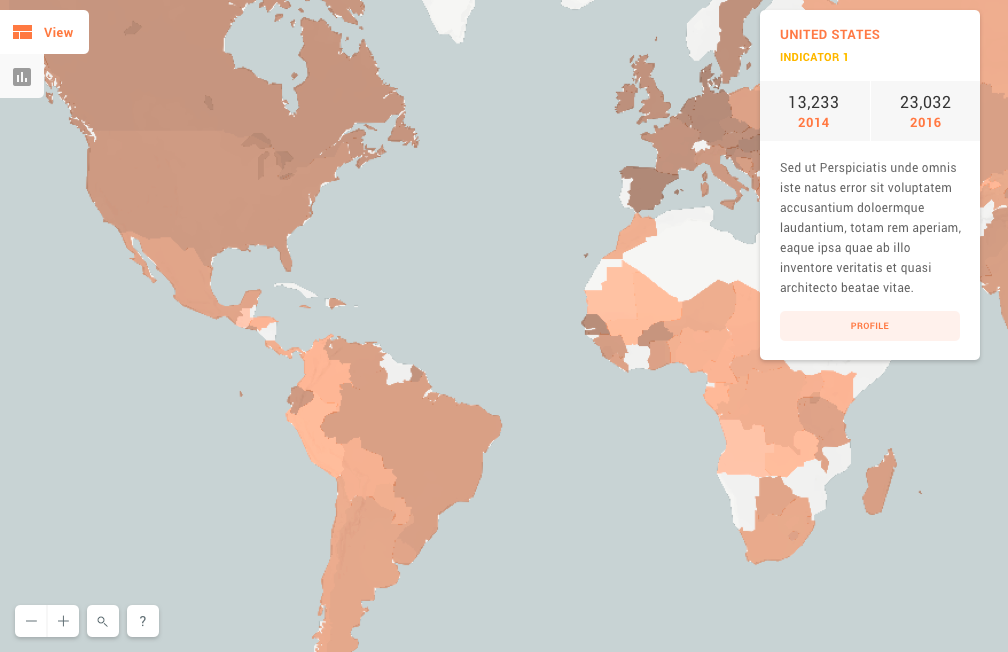 View
UNITED STATES
INDICATOR 1
13,233 23,032
2014 2016
Sed ut Perspiciatis unde omnis
iste natus error sit voluptatem
accusantium doloermque
laudantium, totam rem aperiam,
eaque ipsa quae ab illo
inventore veritatis et quasi
architecto beatae vitae.
PROFILE
− + ?